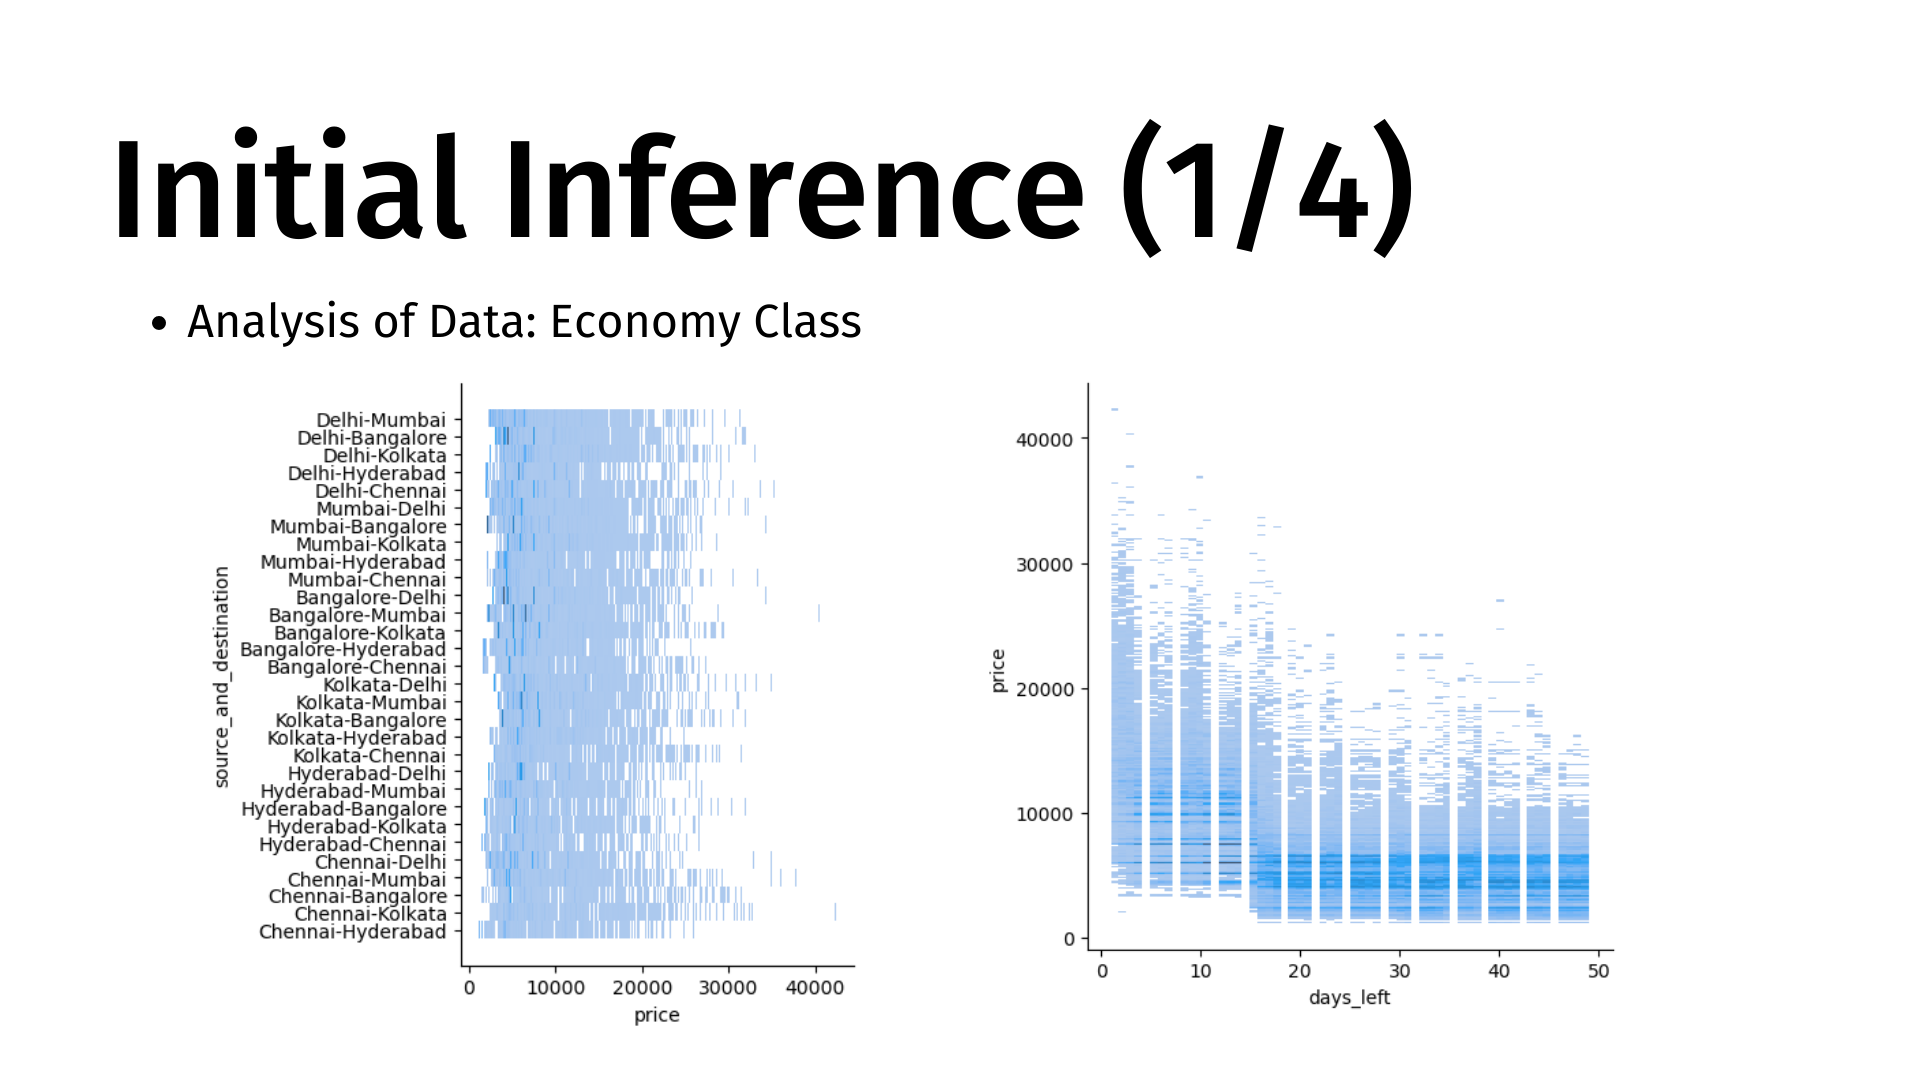 Initial Inference (1/4)
• Analysis of Data: Economy Class
source_and_destination
Delhi-Mumbai
Delhi-Bangalore
Delhi-Kolkata
Delhi-Hyderabad
Delhi-Chennai
Mumbai-Delhi
Mumbai-Bangalore
Mumbai-Kolkata
Mumbai-Hyderabad
Mumbai-Chennai
Bangalore-Delhi
Bangalore-Mumbai
Bangalore-Kolkata
Bangalore-Hyderabad
Bangalore-Chennai
Kolkata-Delhi
Kolkata-Mumbai
Kolkata-Bangalore
Kolkata-Hyderabad
Kolkata-Chennai
Hyderabad-Delhi
Hyderabad-Mumbai
Hyderabad-Bangalore
Hyderabad-Kolkata
Hyderabad-Chennai
Chennai-Delhi
Chennai-Mumbai
Chennai-Bangalore
Chennai-Kolkata
Chennai-Hyderabad
0 10000 20000 30000 40000
price
price
40000
30000
20000
10000
0
0 10 20 30 40 50
days_left